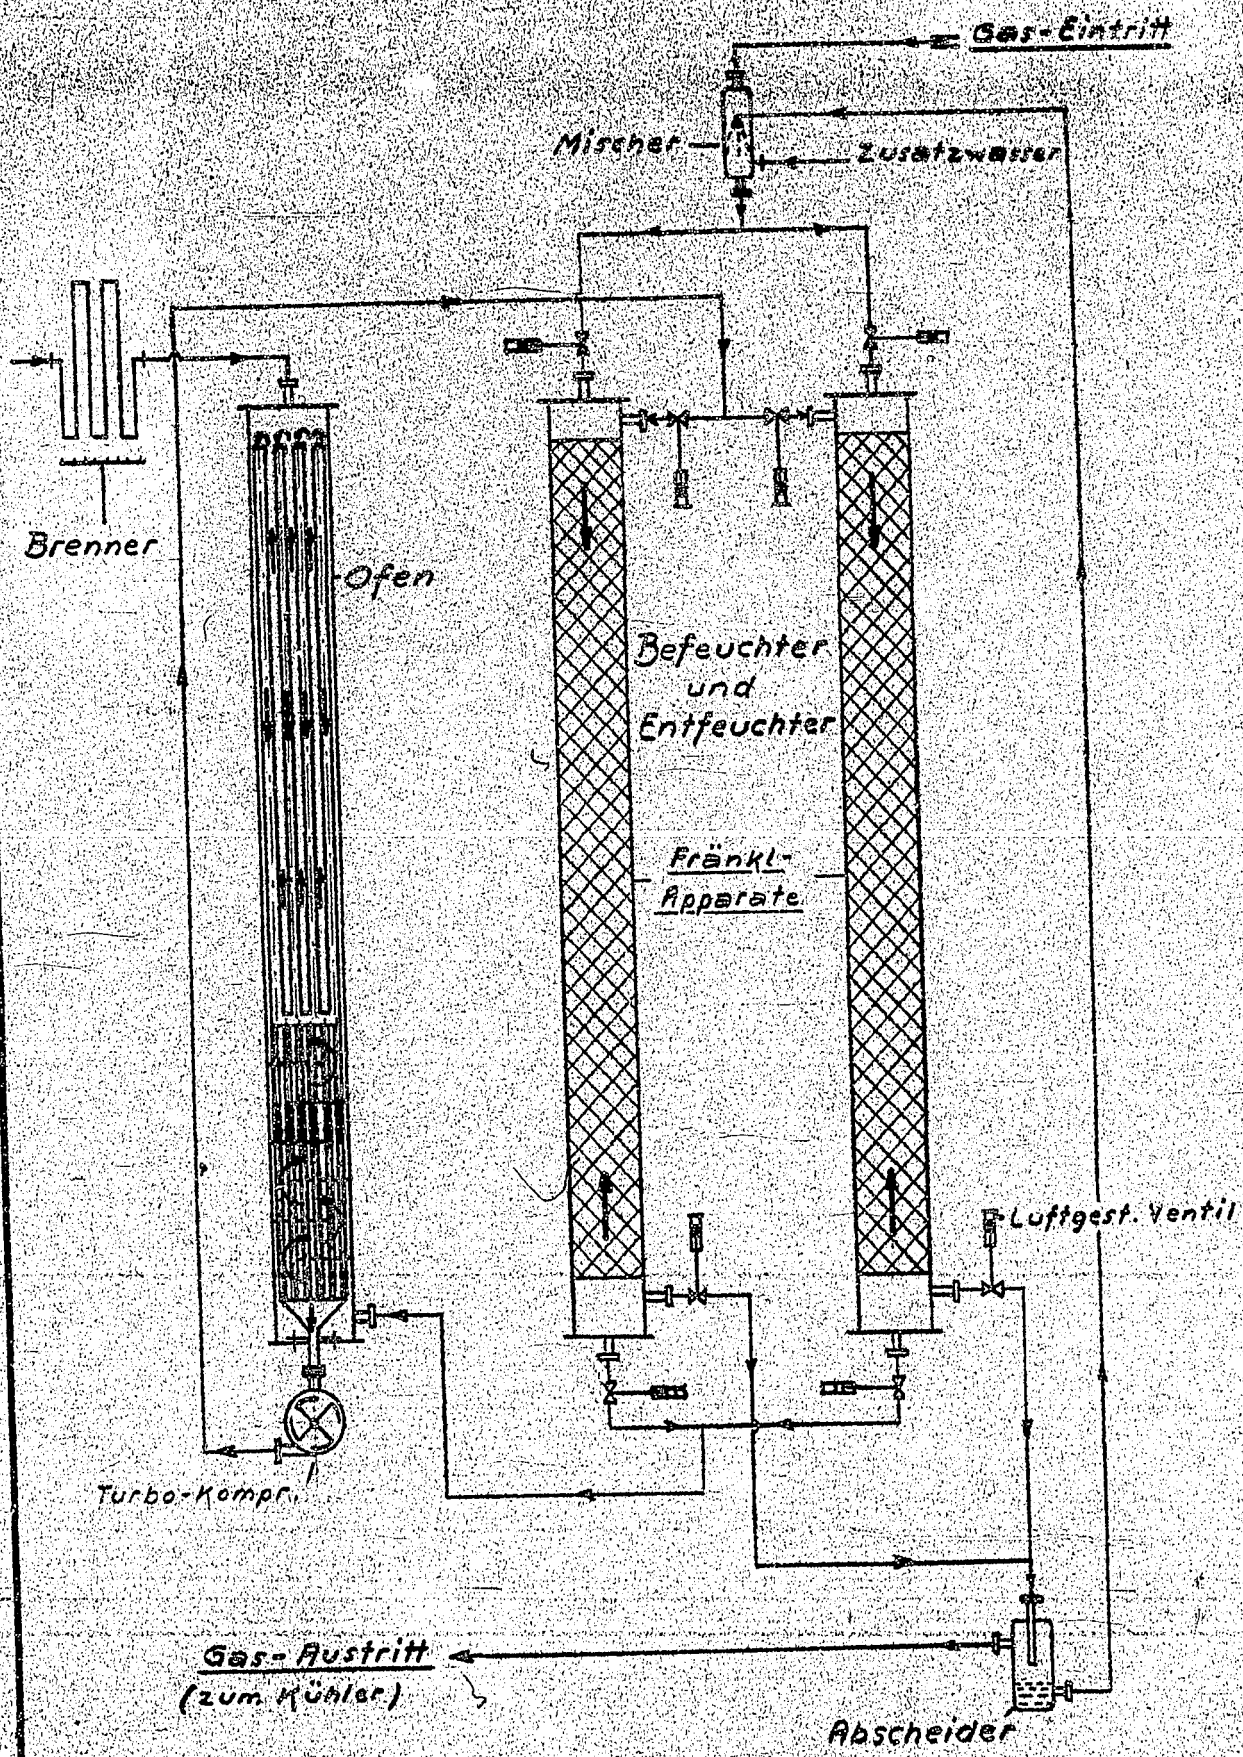 Gas-Eintritt
Mischer
Zusatzwasser
Brenner
Ofen
Befeuchter
und
Entfeuchter
Fränkl-
Apparate
Luftgest. Ventil
Turbo-Kompr.
Gas-Austritt
(zum Kühler)
Abscheider